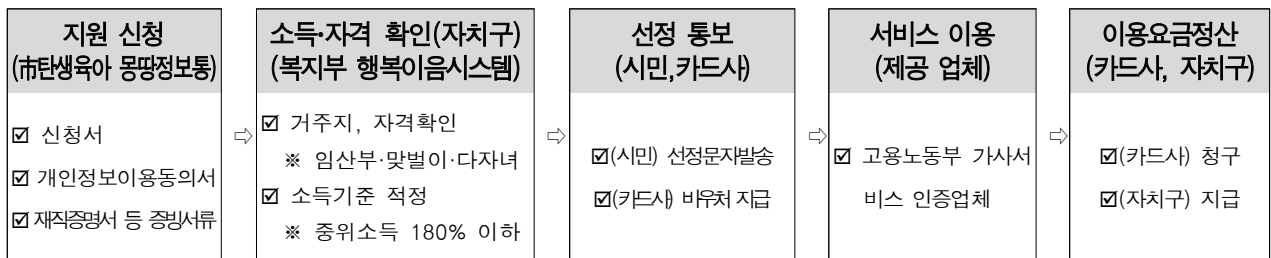 지원 신청
(市탄생육아 몽땅정보통)
☑ 신청서
☑ 개인정보이용동의서
☑ 재직증명서 등 증빙서류
⇨
소득·자격 확인(자치구)
(복지부 행복이음시스템)
☑ 거주지, 자격확인
※ 임산부·맞벌이·다자녀
☑ 소득기준 적정
※ 중위소득 180% 이하
⇨
선정 통보
(시민,카드사)
☑(시민) 선정문자발송
☑(카드사) 바우처 지급
⇨
서비스 이용
(제공 업체)
☑ 고용노동부 가사서
비스 인증업체
⇨
이용요금정산
(카드사, 자치구)
☑(카드사) 청구
☑(자치구) 지급